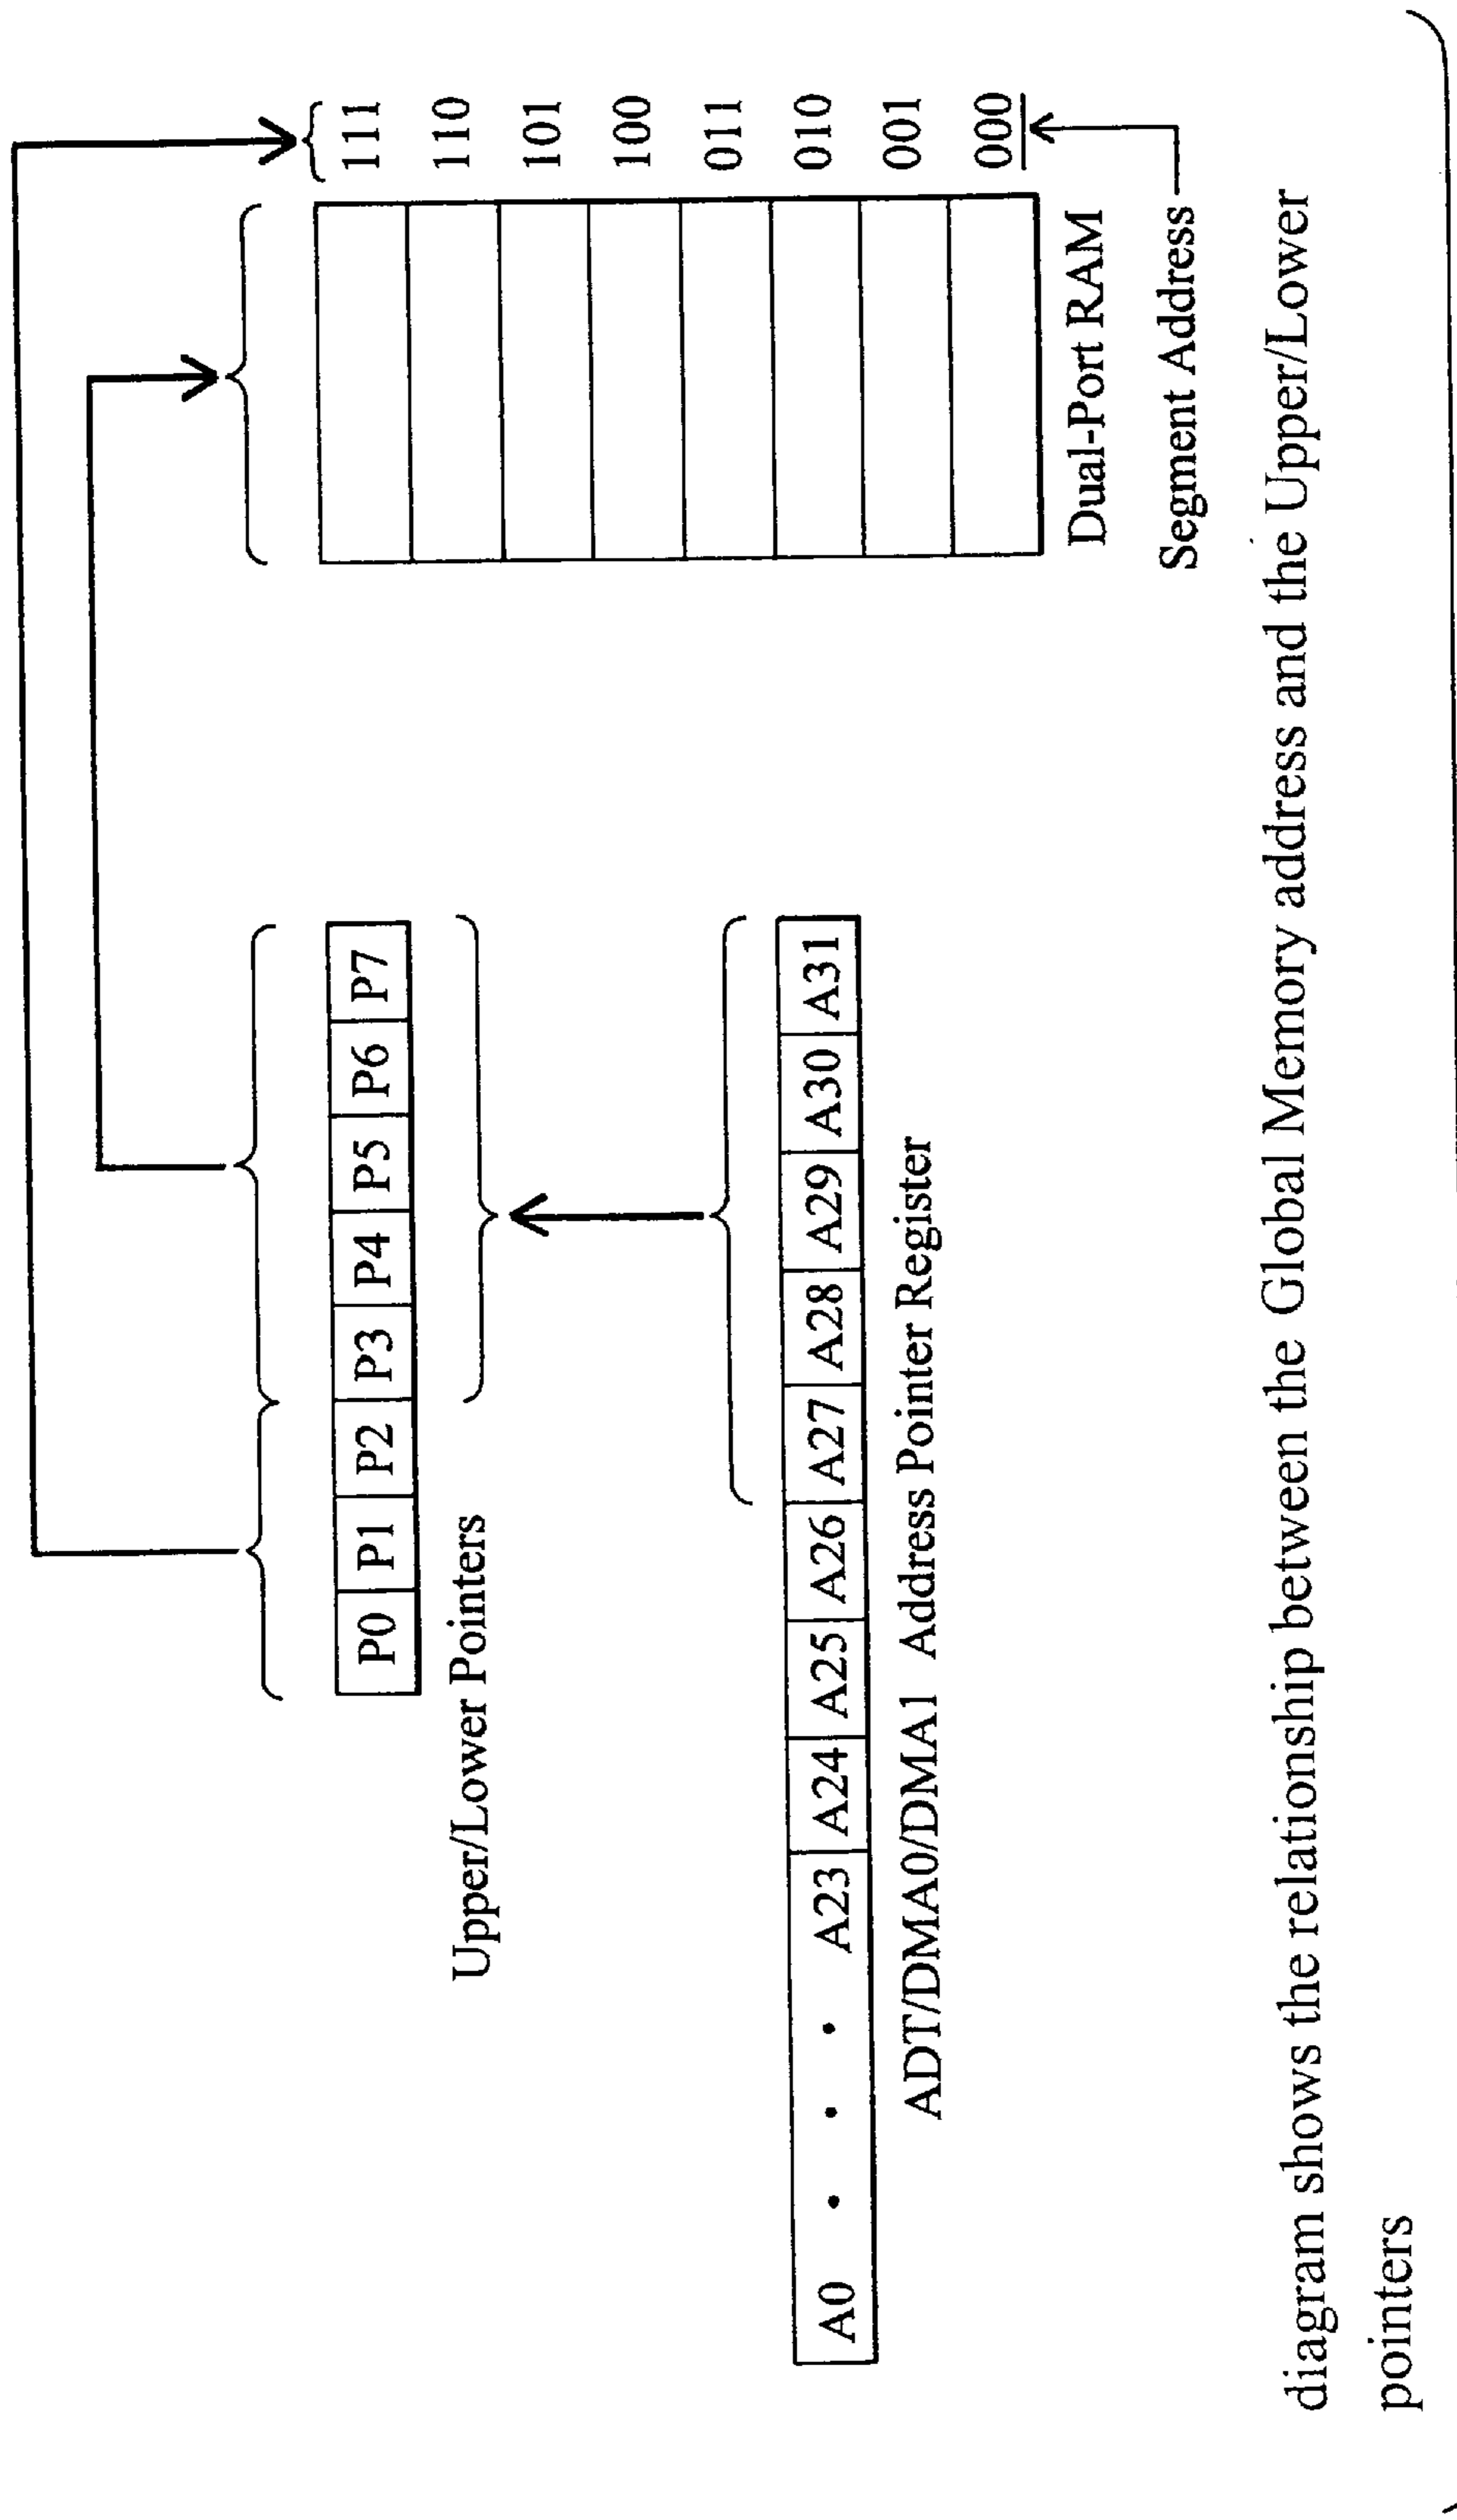 P0 P1 P2 P3 P4 P5 P6 P7
Upper/Lower Pointers
A0 . . . A23 A24 A25 A26 A27 A28 A29 A30 A31
ADT/DMA0/DMA1 Address Pointer Register
111
110
101
100
011
010
001
000
Dual-Port RAM
Segment Address
diagram shows the relationship between the Global Memory address and the Upper/Lower
pointers